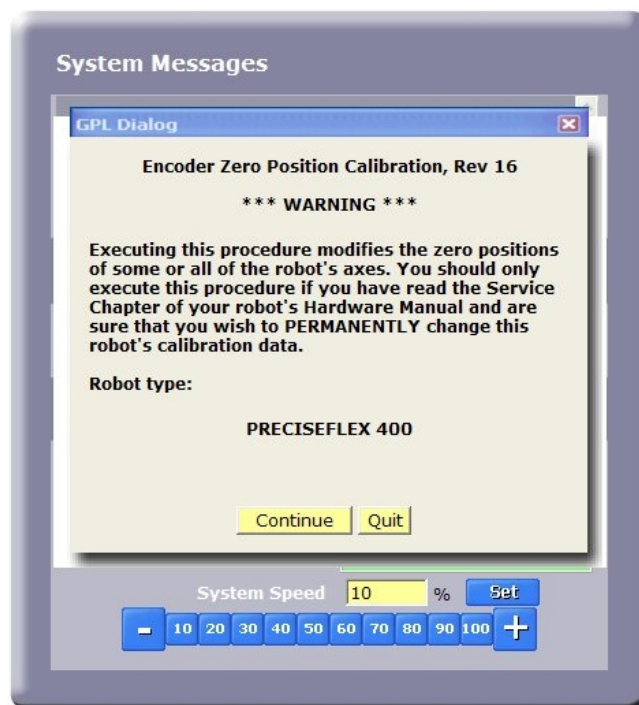 System Messages
GPL Dialog
Encoder Zero Position Calibration, Rev 16
*** WARNING ***
Executing this procedure modifies the zero positions
of some or all of the robot's axes. You should only
execute this procedure if you have read the Service
Chapter of your robot's Hardware Manual and are
sure that you wish to PERMANENTLY change this
robot's calibration data.
Robot type:
PRECISEFLEX 400
Continue Quit
System Speed 10 % Set
- 10 20 30 40 50 60 70 80 90 100 +